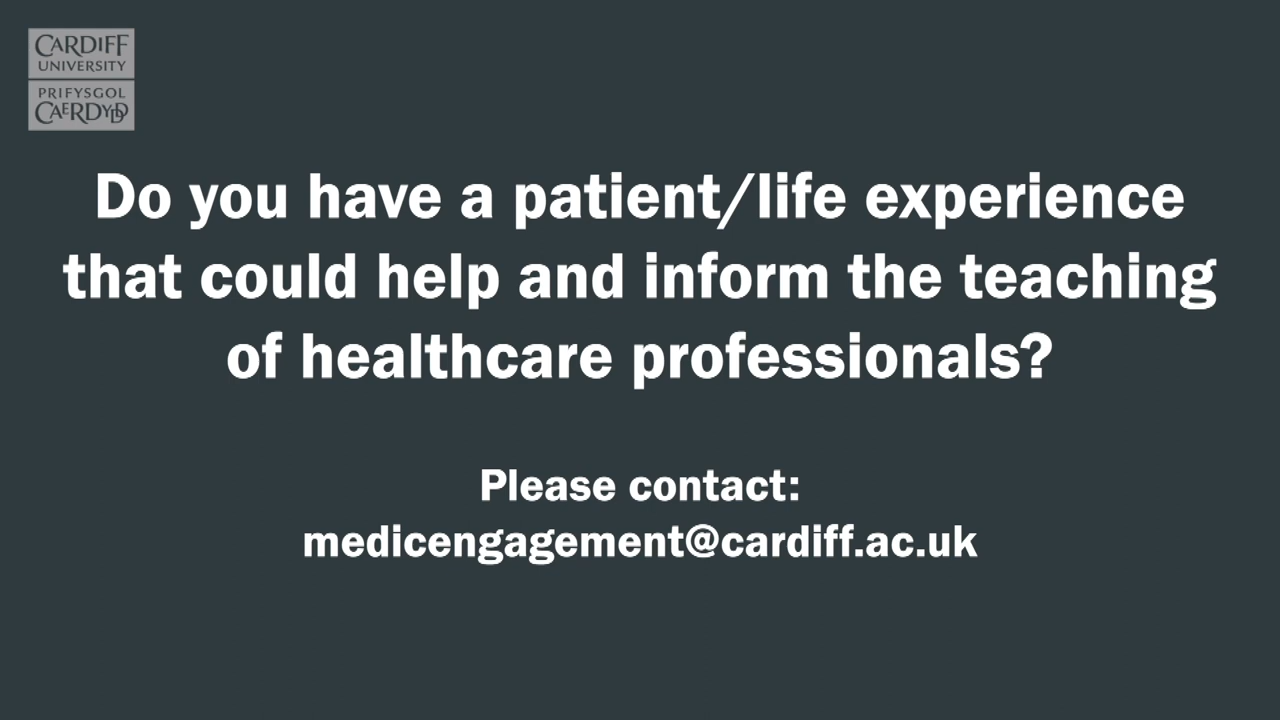 CARDIFF
UNIVERSITY
PRIFYSGOL
CAERDYDD
Do you have a patient/life experience
that could help and inform the teaching
of healthcare professionals?
Please contact:
medicengagement@cardiff.ac.uk